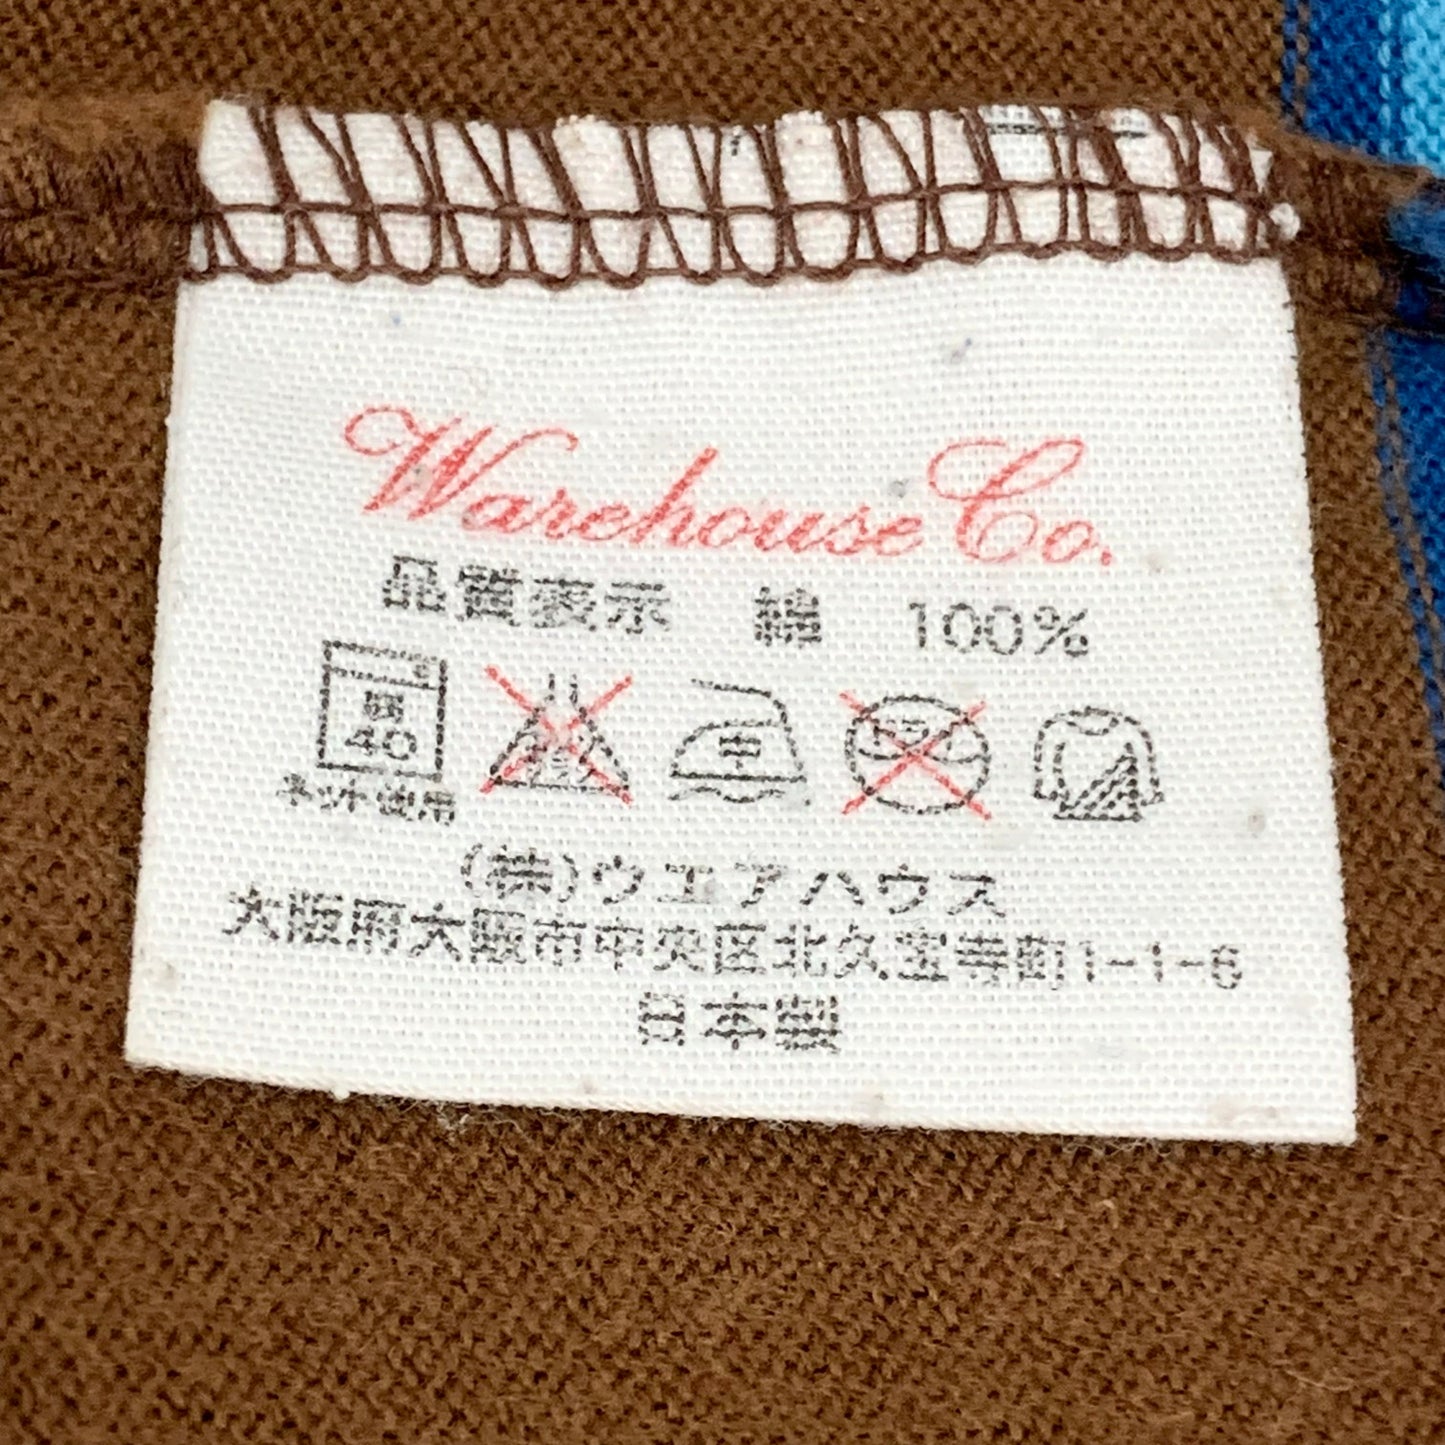 Warehouse Co.
品質表示 綿 100%
弱
40
中
ネット使用
(株)ウエアハウス
大阪府大阪市中央区北久宝寺町1-1-6
日本製